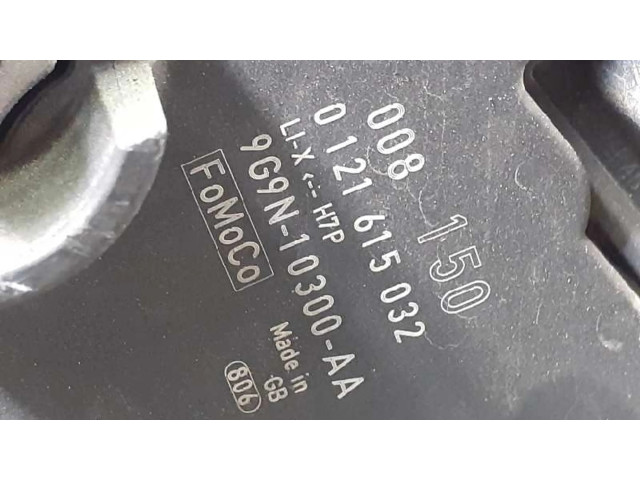 008 150
0 121 615 032
LI-X <-- H7P
9G9N-10300-AA
FoMoCo
Made in
GB
806